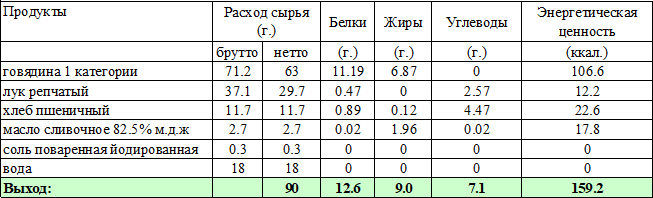 Продукты Расход сырья Белки Жиры Углеводы Энергетическая
(г.) ценность
брутто нетто (г.) (г.) (г.) (ккал.)
говядина 1 категории 71.2 63 11.19 6.87 0 106.6
лук репчатый 37.1 29.7 0.47 0 2.57 12.2
хлеб пшеничный 11.7 11.7 0.89 0.12 4.47 22.6
масло сливочное 82.5% м.д.ж 2.7 2.7 0.02 1.96 0.02 17.8
соль поваренная йодированная 0.3 0.3 0 0 0 0
вода 18 18 0 0 0 0
Выход: 90 12.6 9.0 7.1 159.2